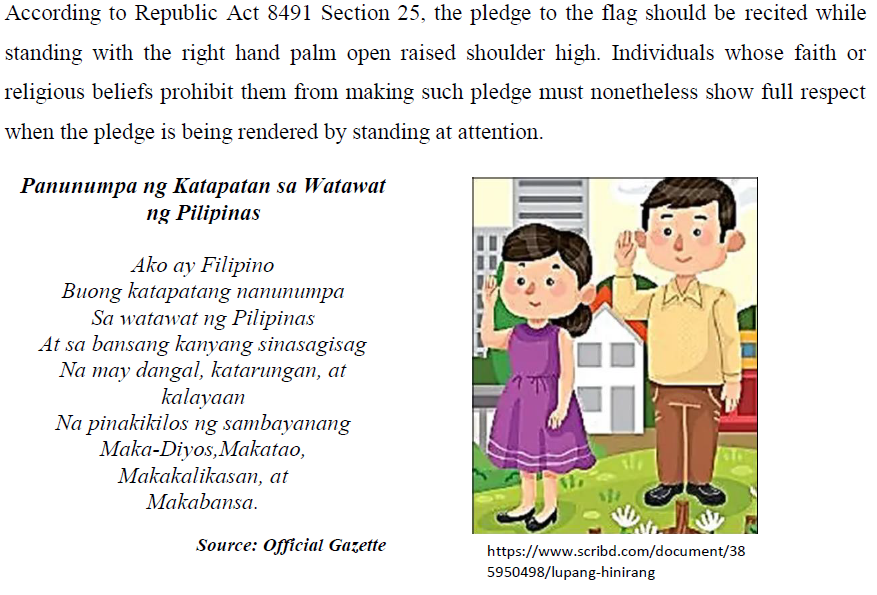 According to Republic Act 8491 Section 25, the pledge to the flag should be recited while
standing with the right hand palm open raised shoulder high. Individuals whose faith or
religious beliefs prohibit them from making such pledge must nonetheless show full respect
when the pledge is being rendered by standing at attention.
Panunumpa ng Katapatan sa Watawat
ng Pilipinas
Ako ay Filipino
Buong katapatang nanunumpa
Sa watawat ng Pilipinas
At sa bansang kanyang sinasagisag
Na may dangal, katarungan, at
kalayaan
Na pinakikilos ng sambayanang
Maka-Diyos,Makatao,
Makakalikasan, at
Makabansa.
Source: Official Gazette
https://www.scribd.com/document/38
5950498/lupang-hinirang